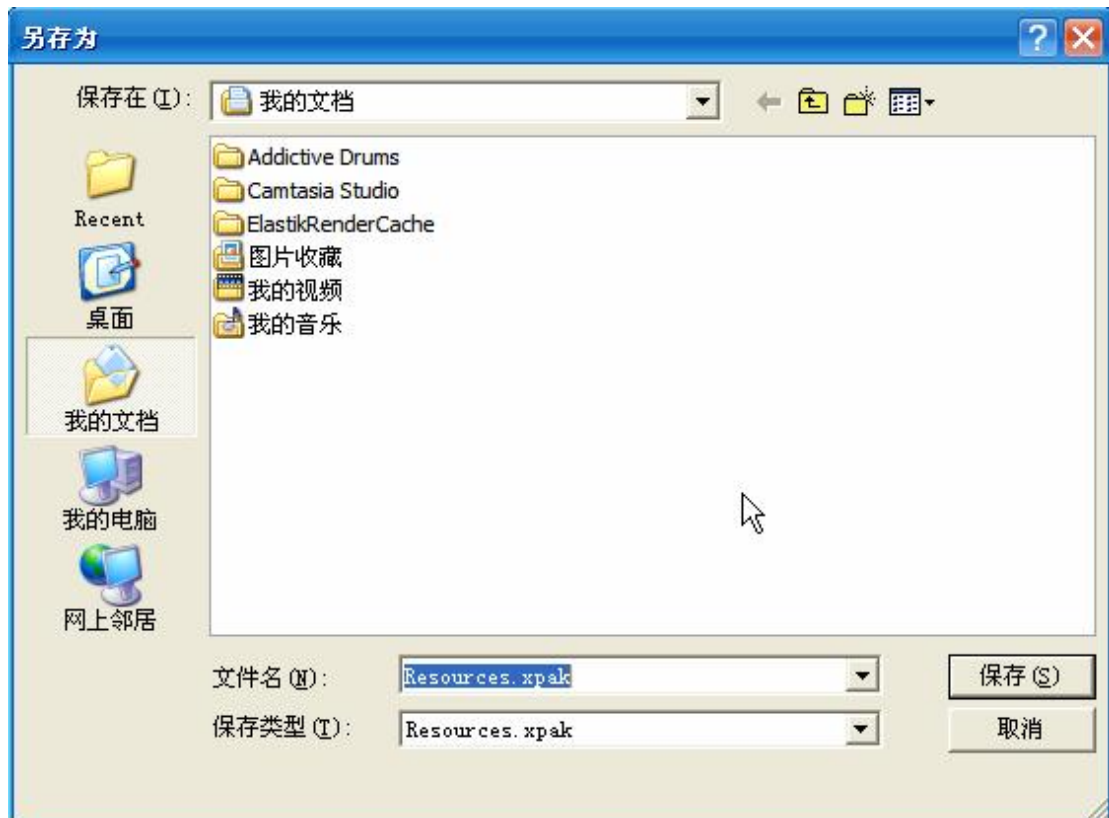 另存为
保存在(I):
我的文档
Addictive Drums
Camtasia Studio
ElastikRenderCache
图片收藏
我的视频
我的音乐
Recent
桌面
我的文档
我的电脑
网上邻居
文件名(N):
Resources.xpak
保存(S)
保存类型(T):
Resources.xpak
取消